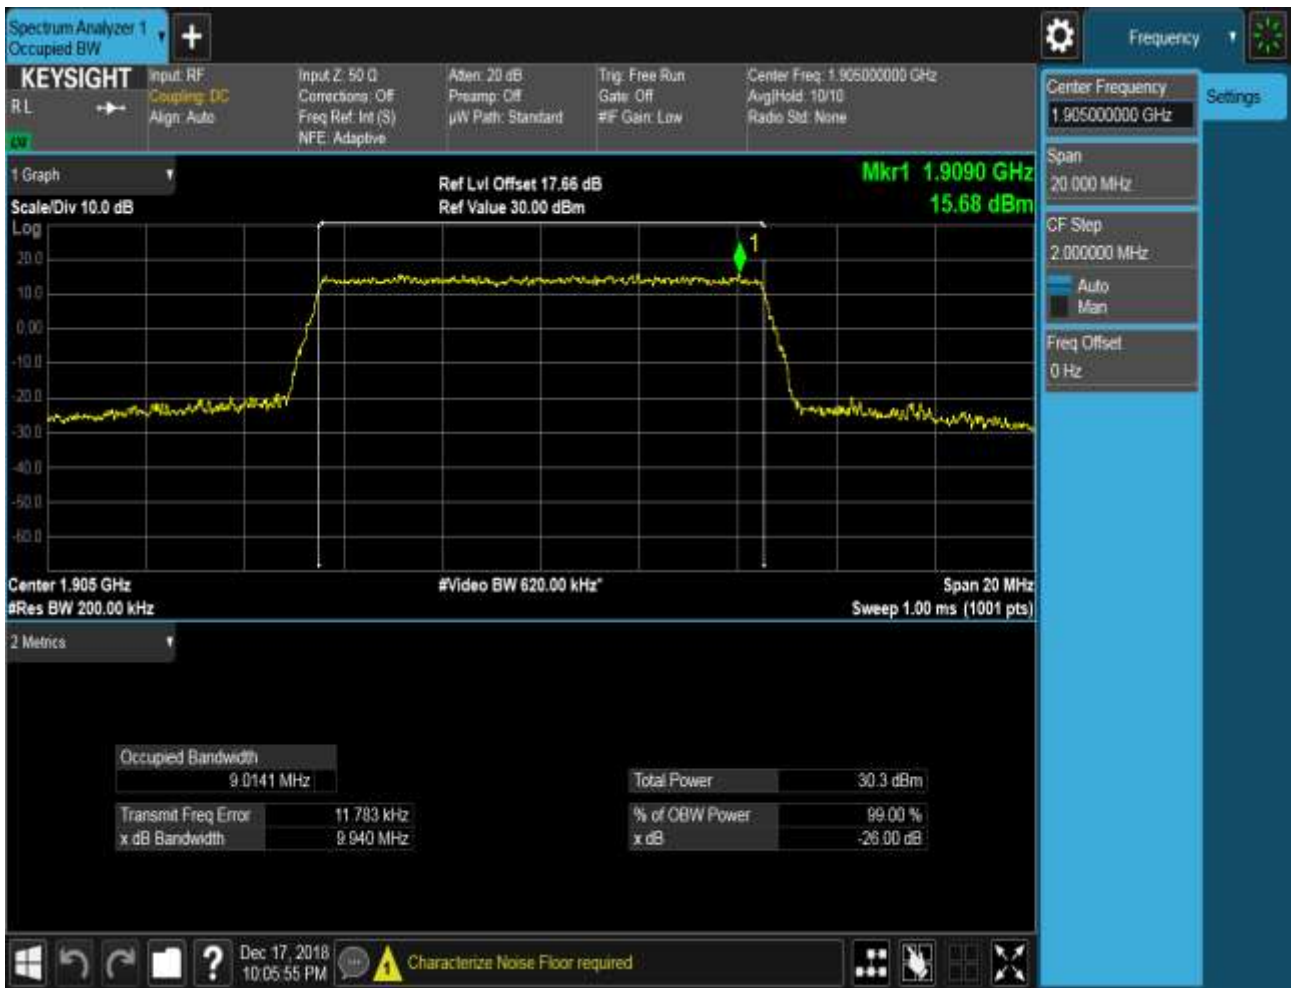 Spectrum Analyzer 1
Occupied BW
Frequency
KEYSIGHT
R L
Input: RF
Coupling: DC
Align: Auto
Input Z: 50 Ω
Corrections: Off
Freq Ref: Int (S)
NFE: Adaptive
Atten: 20 dB
Preamp: Off
µW Path: Standard
Trig: Free Run
Gate: Off
#IF Gain: Low
Center Freq: 1.905000000 GHz
Avg|Hold: 10/10
Radio Std: None
Center Frequency
1.905000000 GHz
Settings
Span
20.000 MHz
CF Step
2.000000 MHz
Auto
Man
Freq Offset
0 Hz
1 Graph
Scale/Div 10.0 dB
Ref Lvl Offset 17.66 dB
Ref Value 30.00 dBm
Mkr1 1.9090 GHz
15.68 dBm
Log
20.0
10.0
0.00
-10.0
-20.0
-30.0
-40.0
-50.0
-60.0
1
Center 1.905 GHz
#Video BW 620.00 kHz*
Span 20 MHz
#Res BW 200.00 kHz
Sweep 1.00 ms (1001 pts)
2 Metrics
Occupied Bandwidth
9.0141 MHz
Total Power 30.3 dBm
Transmit Freq Error 11.783 kHz
% of OBW Power 99.00 %
x dB Bandwidth 9.940 MHz
x dB -26.00 dB
?
Dec 17, 2018
10:05:55 PM
1
Characterize Noise Floor required